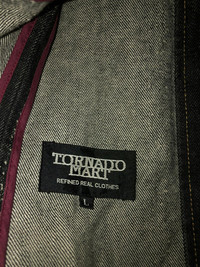 TORNADO
MART
REFINED REAL CLOTHES
L